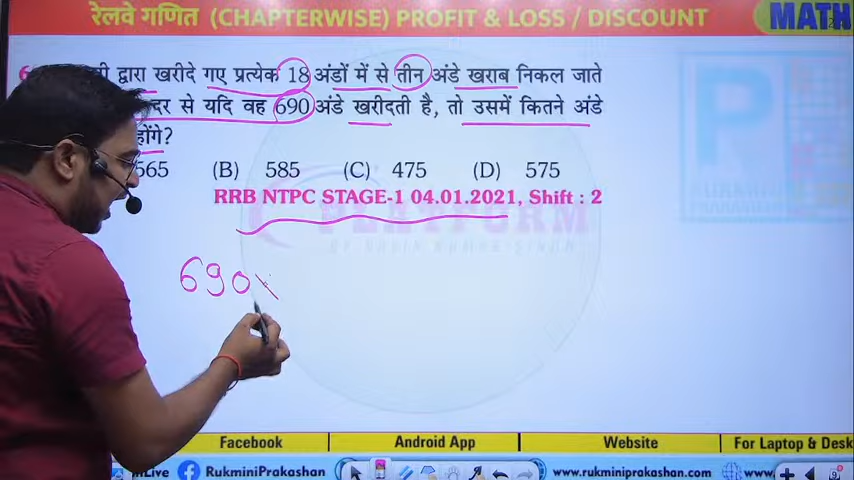 रेलवे गणित (CHAPTERWISE) PROFIT & LOSS / DISCOUNT
MATH
द्वारा खरीदे गए प्रत्येक 18 अंडों में से तीन अंडे खराब निकल जाते
से यदि वह 690 अंडे खरीदती है, तो उसमें कितने अंडे
होंगे?
565 (B) 585 (C) 475 (D) 575
RRB NTPC STAGE-1 04.01.2021, Shift : 2
PLATFORM
690
Facebook Android App Website For Laptop & Desk
Live RukminiPrakashan www.rukminiprakashan.com